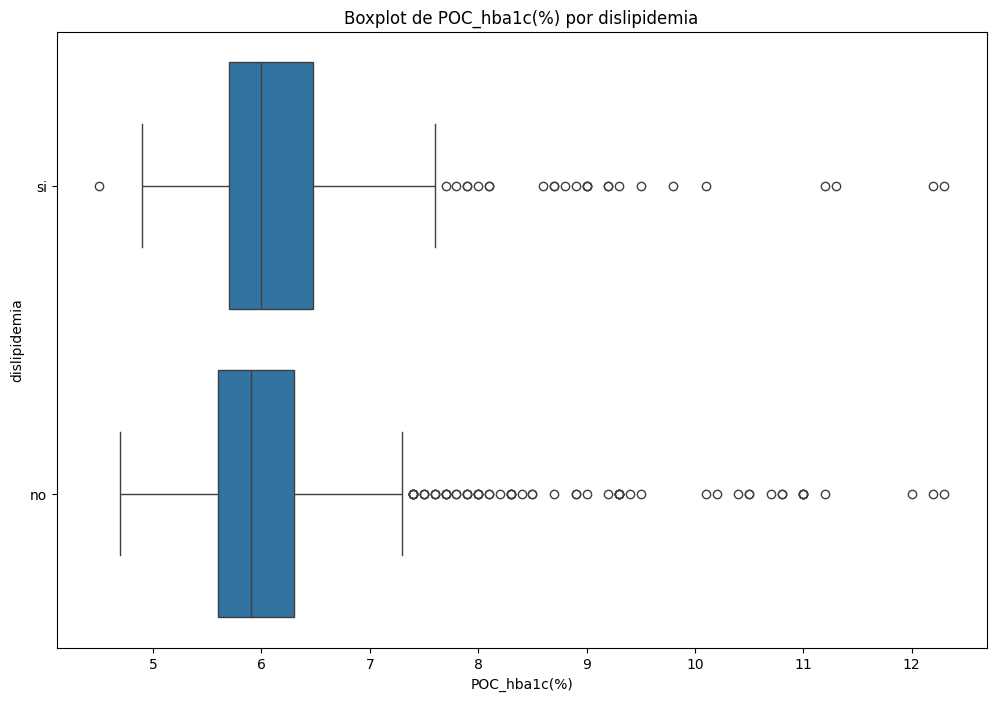 Boxplot de POC_hba1c(%) por dislipidemia
dislipidemia
si
no
5 6 7 8 9 10 11 12
POC_hba1c(%)